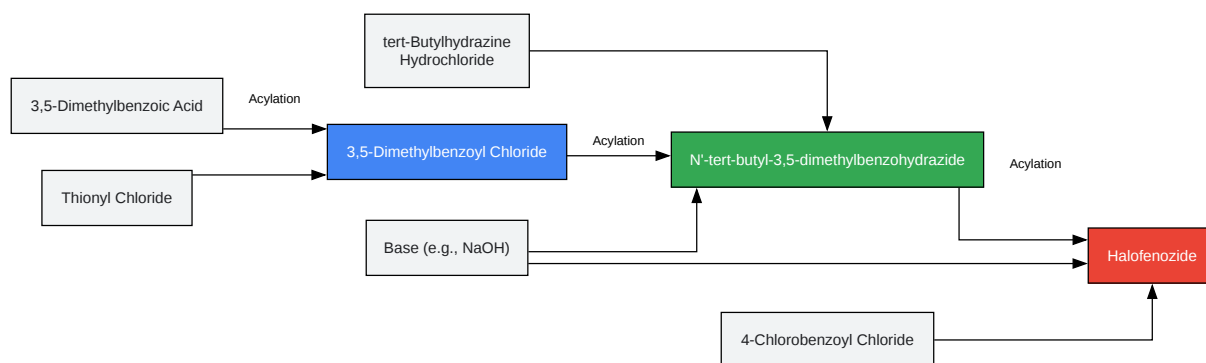 tert-Butylhydrazine
Hydrochloride
3,5-Dimethylbenzoic Acid
Acylation
3,5-Dimethylbenzoyl Chloride
Acylation
N'-tert-butyl-3,5-dimethylbenzohydrazide
Acylation
Thionyl Chloride
Base (e.g., NaOH)
Halofenozide
4-Chlorobenzoyl Chloride